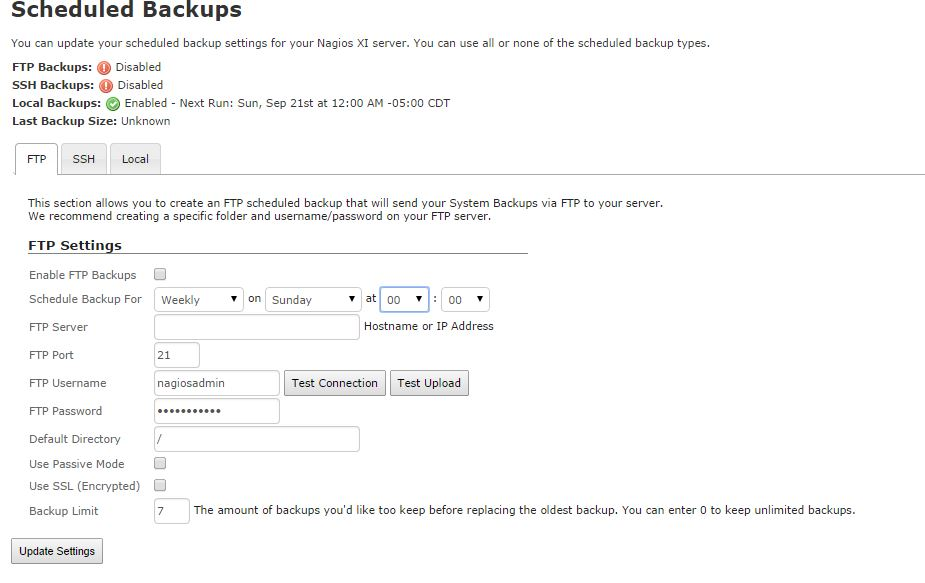 Scheduled Backups
You can update your scheduled backup settings for your Nagios XI server. You can use all or none of the scheduled backup types.
FTP Backups: Disabled
SSH Backups: Disabled
Local Backups: Enabled - Next Run: Sun, Sep 21st at 12:00 AM -05:00 CDT
Last Backup Size: Unknown
FTP SSH Local
This section allows you to create an FTP scheduled backup that will send your System Backups via FTP to your server.
We recommend creating a specific folder and username/password on your FTP server.
FTP Settings
Enable FTP Backups
Schedule Backup For Weekly on Sunday at 00 : 00
FTP Server Hostname or IP Address
FTP Port 21
FTP Username nagiosadmin Test Connection Test Upload
FTP Password •••••••••••
Default Directory /
Use Passive Mode
Use SSL (Encrypted)
Backup Limit 7 The amount of backups you'd like too keep before replacing the oldest backup. You can enter 0 to keep unlimited backups.
Update Settings